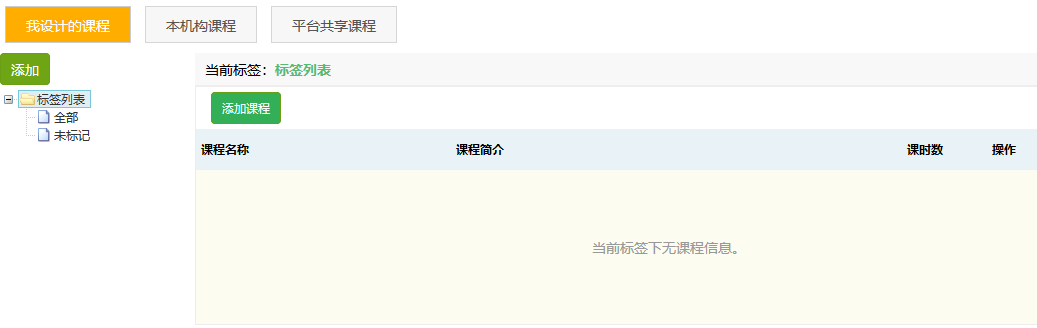 我设计的课程 本机构课程 平台共享课程
添加
标签列表
全部
未标记
当前标签：标签列表
添加课程
课程名称 课程简介 课时数 操作
当前标签下无课程信息。